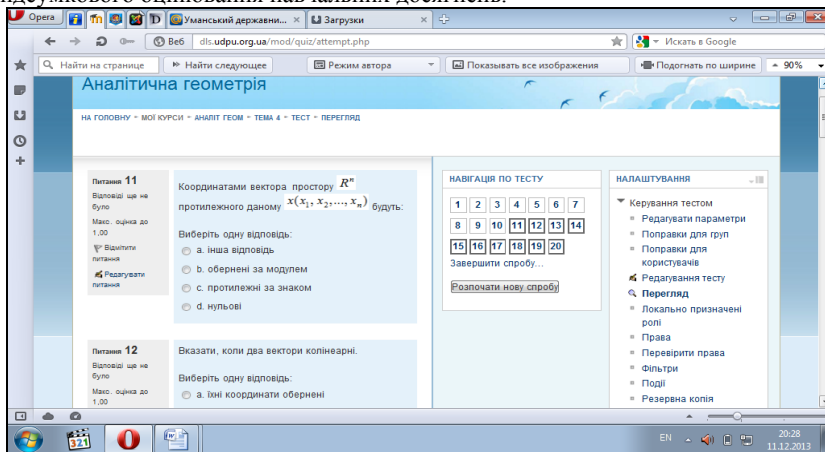 ідсумкового оцінювання навчальних досягнень.
Opera
Уманський державни...
Загрузки
Веб dls.udpu.org.ua/mod/quiz/attempt.php
Искать в Google
Найти на странице Найти следующее Режим автора Показывать все изображения Подогнать по ширине 90%
Аналітична геометрія
НА ГОЛОВНУ МОЇ КУРСИ АНАЛІТ ГЕОМ ТЕМА 4 ТЕСТ ПЕРЕГЛЯД
Питання 11
Відповіді ще не
було
Макс. оцінка до
1,00
Відмітити
питання
Редагувати
питання
Координатами вектора простору Rⁿ
протилежного даному x(x₁, x₂,..., xₙ) будуть:
Виберіть одну відповідь:
a. інша відповідь
b. обернені за модулем
c. протилежні за знаком
d. нульові
Питання 12
Відповіді ще не
було
Макс. оцінка до
1,00
Вказати, коли два вектори колінеарні.
Виберіть одну відповідь:
a. їхні координати обернені
НАВІГАЦІЯ ПО ТЕСТУ
1 2 3 4 5 6 7
8 9 10 11 12 13 14
15 16 17 18 19 20
Завершити спробу...
Розпочати нову спробу
НАЛАШТУВАННЯ
Керування тестом
Редагувати параметри
Поправки для груп
Поправки для
користувачів
Редагування тесту
Перегляд
Локально призначені
ролі
Права
Перевірити права
Фільтри
Події
Резервна копія
321
EN
20:28
11.12.2013